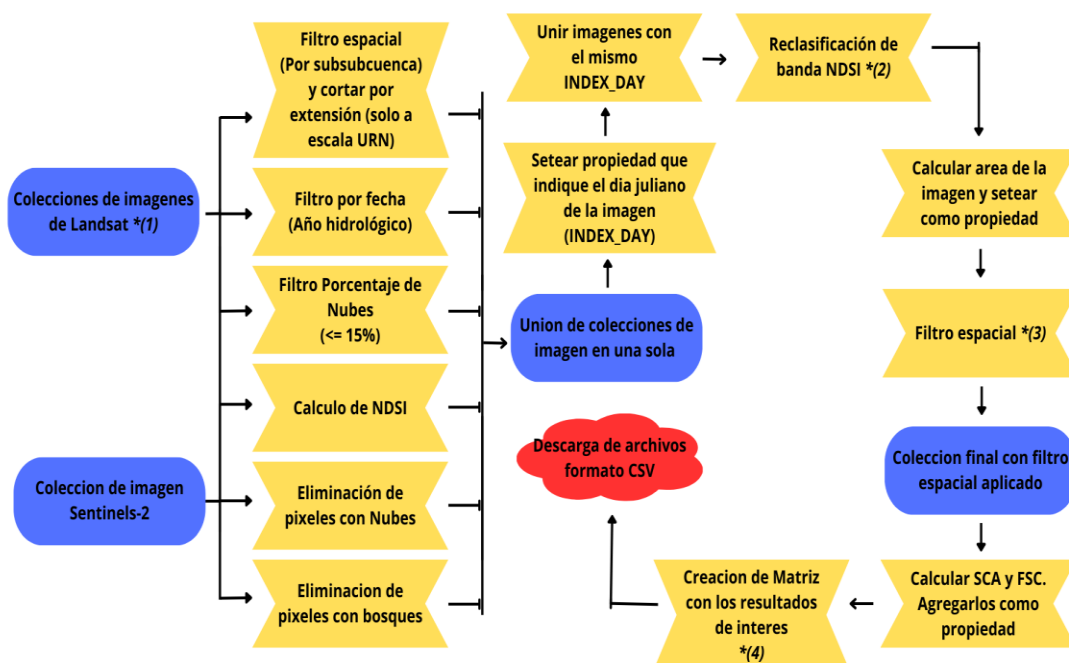 Colecciones de imagenes
de Landsat *(1)
Coleccion de imagen
Sentinels-2
Filtro espacial
(Por subsubcuenca)
y cortar por
extensión (solo a
escala URN)
Filtro por fecha
(Año hidrológico)
Filtro Porcentaje de
Nubes
(<= 15%)
Calculo de NDSI
Eliminación de
pixeles con Nubes
Eliminacion de
pixeles con bosques
Union de colecciones de
imagen en una sola
Setear propiedad que
indique el dia juliano
de la imagen
(INDEX_DAY)
Unir imagenes con
el mismo
INDEX_DAY
Reclasificación de
banda NDSI *(2)
Calcular area de la
imagen y setear
como propiedad
Filtro espacial *(3)
Coleccion final con filtro
espacial aplicado
Calcular SCA y FSC.
Agregarlos como
propiedad
Creacion de Matriz
con los resultados
de interes
*(4)
Descarga de archivos
formato CSV